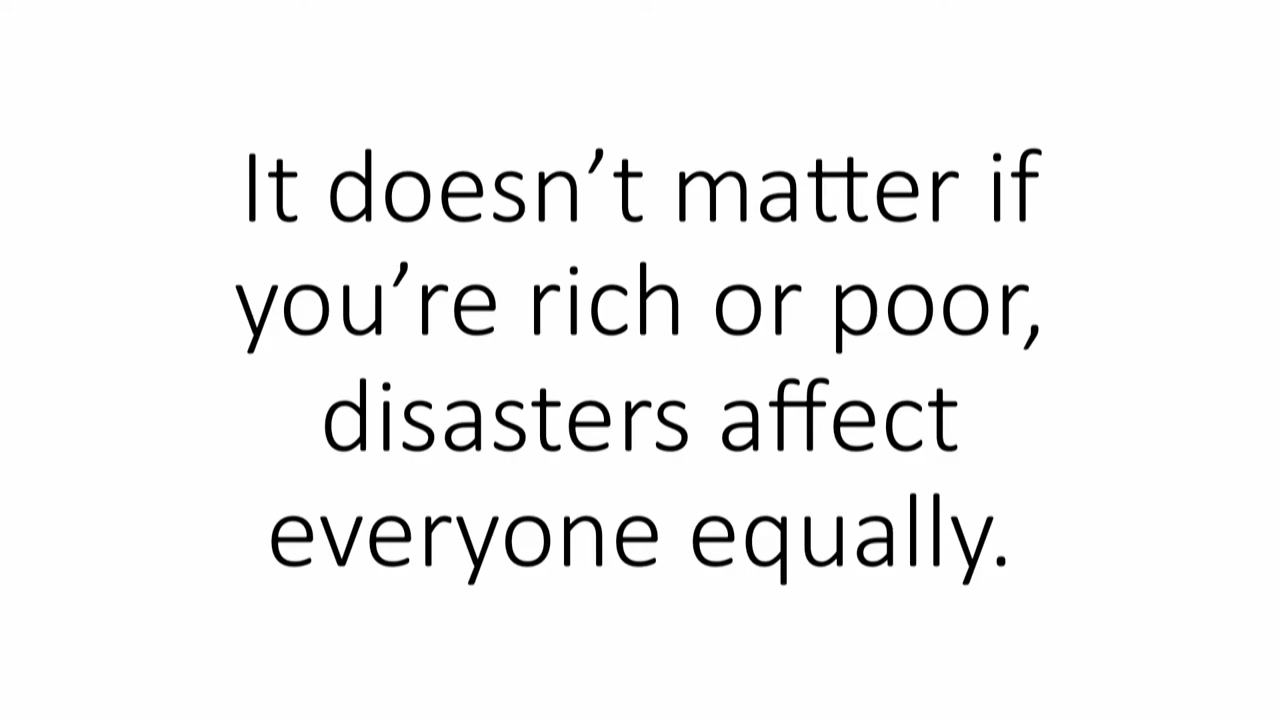 It doesn’t matter if
you’re rich or poor,
disasters affect
everyone equally.